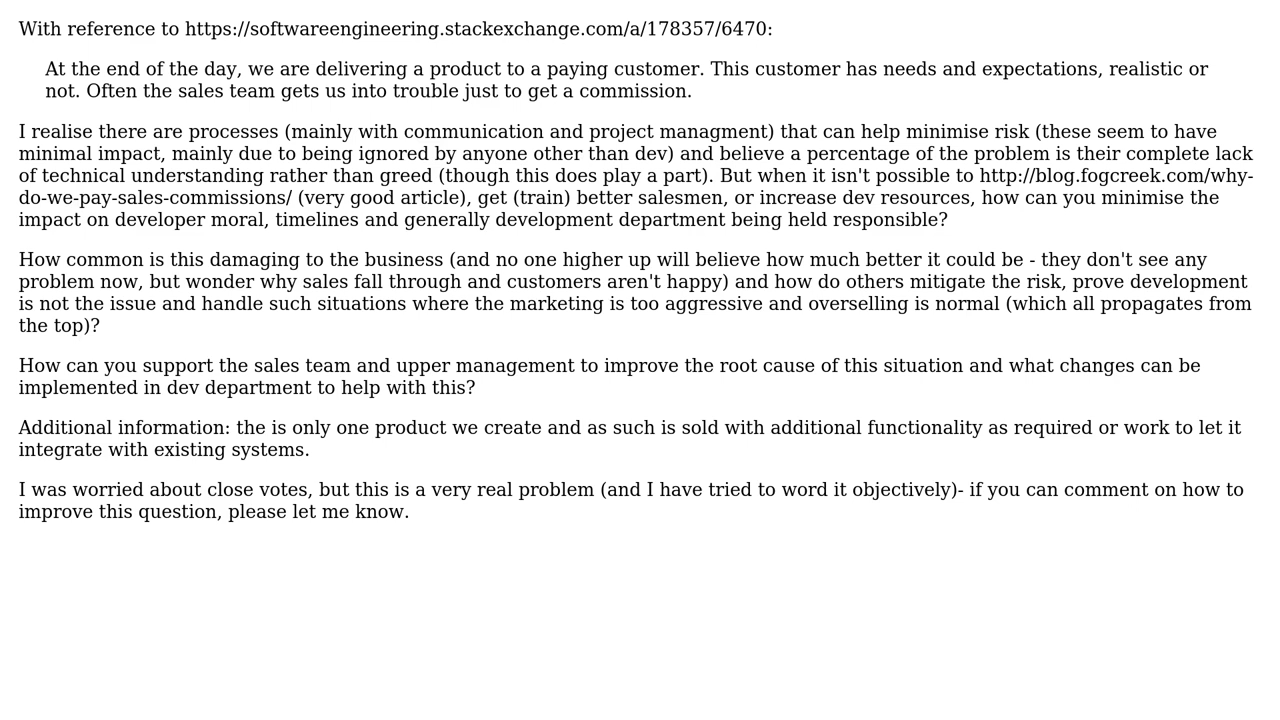 With reference to https://softwareengineering.stackexchange.com/a/178357/6470:
At the end of the day, we are delivering a product to a paying customer. This customer has needs and expectations, realistic or
not. Often the sales team gets us into trouble just to get a commission.
I realise there are processes (mainly with communication and project managment) that can help minimise risk (these seem to have
minimal impact, mainly due to being ignored by anyone other than dev) and believe a percentage of the problem is their complete lack
of technical understanding rather than greed (though this does play a part). But when it isn't possible to http://blog.fogcreek.com/why-
do-we-pay-sales-commissions/ (very good article), get (train) better salesmen, or increase dev resources, how can you minimise the
impact on developer moral, timelines and generally development department being held responsible?
How common is this damaging to the business (and no one higher up will believe how much better it could be - they don't see any
problem now, but wonder why sales fall through and customers aren't happy) and how do others mitigate the risk, prove development
is not the issue and handle such situations where the marketing is too aggressive and overselling is normal (which all propagates from
the top)?
How can you support the sales team and upper management to improve the root cause of this situation and what changes can be
implemented in dev department to help with this?
Additional information: the is only one product we create and as such is sold with additional functionality as required or work to let it
integrate with existing systems.
I was worried about close votes, but this is a very real problem (and I have tried to word it objectively)- if you can comment on how to
improve this question, please let me know.